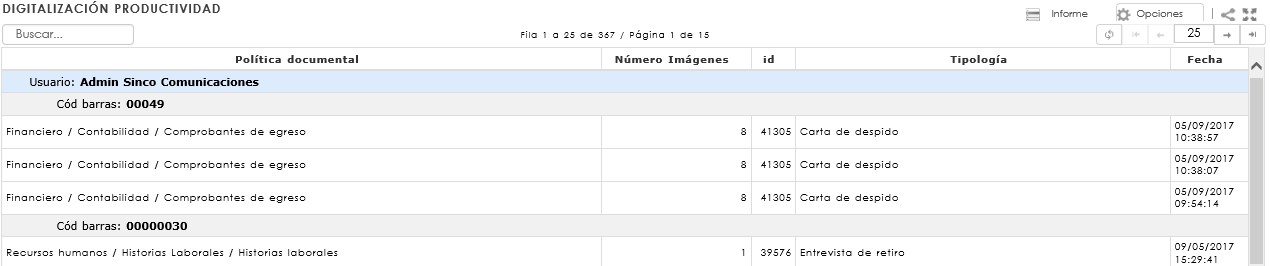 DIGITALIZACIÓN PRODUCTIVIDAD
Informe Opciones
Buscar... Fila 1 a 25 de 367 / Página 1 de 15 25
Política documental Número Imágenes id Tipología Fecha
Usuario: Admin Sinco Comunicaciones
Cód barras: 00049
Financiero / Contabilidad / Comprobantes de egreso 8 41305 Carta de despido 05/09/2017 10:38:57
Financiero / Contabilidad / Comprobantes de egreso 8 41305 Carta de despido 05/09/2017 10:38:07
Financiero / Contabilidad / Comprobantes de egreso 8 41305 Carta de despido 05/09/2017 09:54:14
Cód barras: 00000030
Recursos humanos / Historias Laborales / Historias laborales 1 39576 Entrevista de retiro 09/05/2017 15:29:41